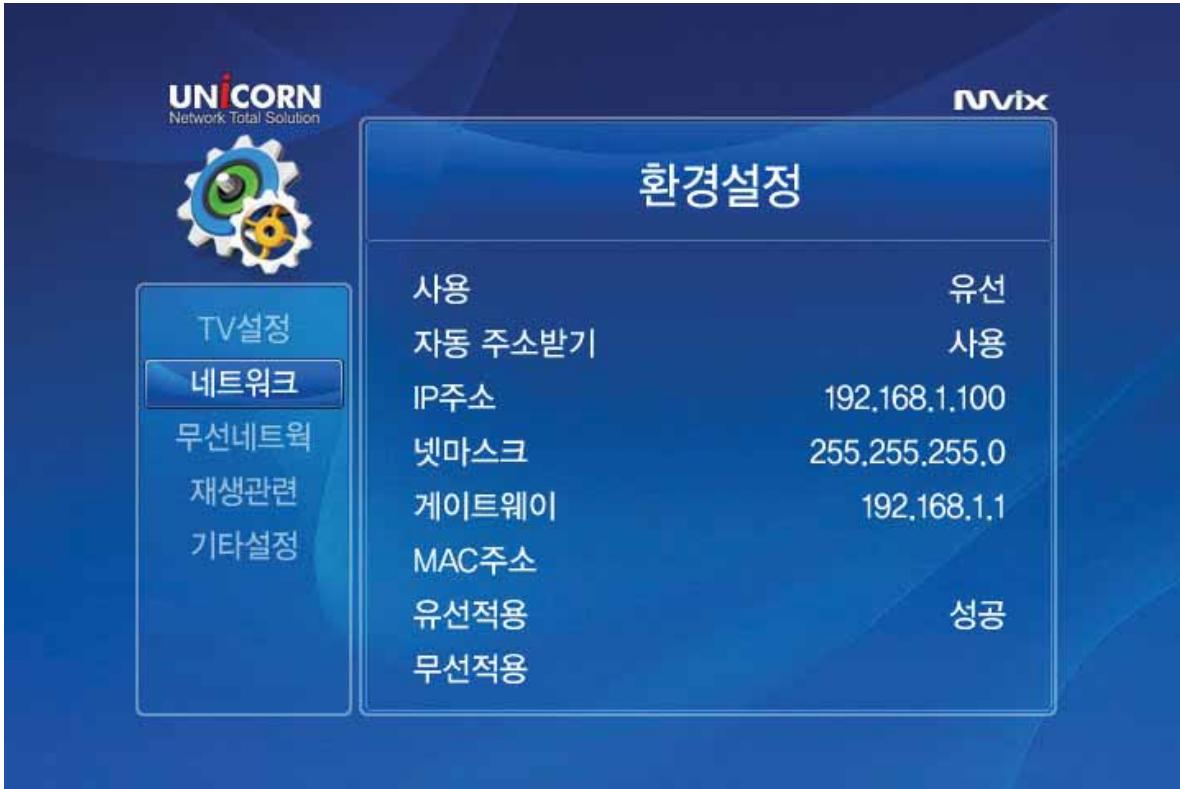 UNiCORN
Network Total Solution
Mvix
환경설정
TV설정
네트워크
무선네트웍
재생관련
기타설정
사용 유선
자동 주소받기 사용
IP주소 192.168.1.100
넷마스크 255.255.255.0
게이트웨이 192.168.1.1
MAC주소
유선적용 성공
무선적용